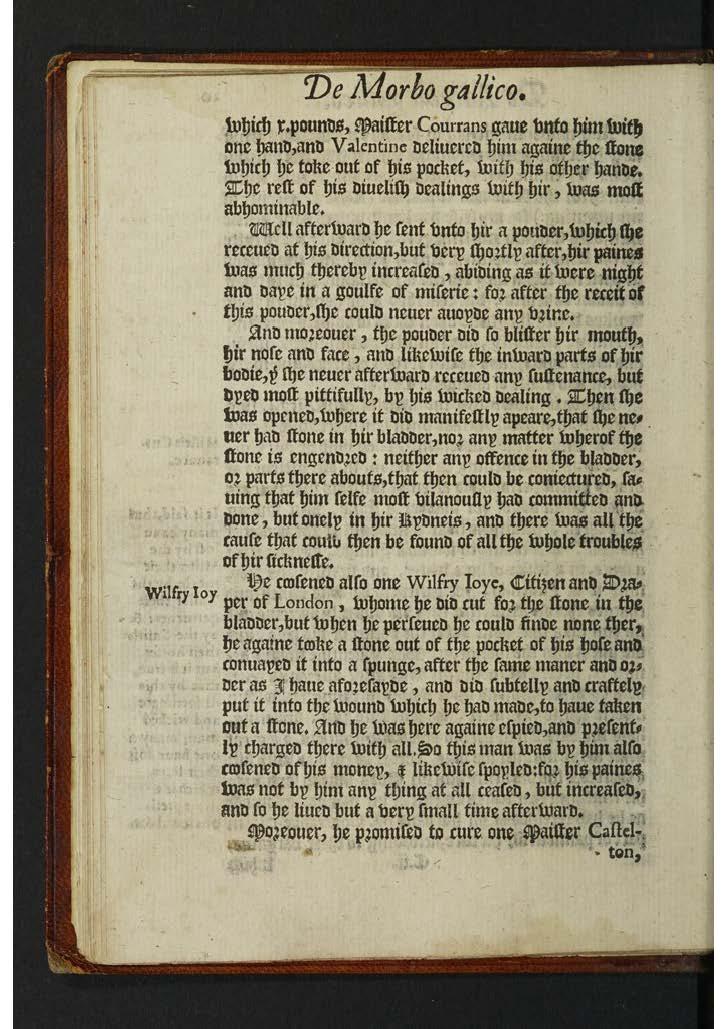 De Morbo gallico.
which x.pounds, Maister Courrans gaue vnto him with
one hand,and Valentine deliuered him againe the stone
which he toke out of his pocket, with his other hande.
The rest of his diuelish dealings with hir, was most
abhominable.
Well afterward he sent vnto hir a pouder,which she
receued at his direction,but very shortly after,hir paines
was much thereby increased, abiding as it were night
and daye in a goulfe of miserie: for after the receit of
this pouder,she could neuer auoyde any vrine.
And moreouer, the pouder did so blister hir mouth,
hir nose and face, and likewise the inward parts of hir
bodie,yͭ she neuer afterward receued any sustenance, but
dyed most pittifully, by his wicked dealing. Then she
was opened,where it did manifestly apeare,that she ne-
uer had stone in hir bladder,nor any matter wherof the
stone is engendred: neither any offence in the bladder,
or parts there abouts,that then could be coniectured, sa-
uing that him selfe most vilanously had committed and
done, but onely in hir Kydneis, and there was all the
cause that could then be found of all the whole troubles
of hir sicknesse.
Wilfry Ioy
He coosened also one Wilfry Ioye, Citizen and Dra-
per of London, whome he did cut for the stone in the
bladder,but when he perseued he could finde none ther,
he againe tooke a stone out of the pocket of his hose and
conuayed it into a spunge,after the same maner and or-
der as I haue aforesayde, and did subtelly and craftely
put it into the wound which he had made,to haue taken
out a stone. And he was here againe espied,and present-
ly charged there with all.So this man was by him also
coosened of his money, & likewise spoyled:for his paines
was not by him any thing at all ceased, but increased,
and so he liued but a very small time afterward.
Moreouer, he promised to cure one Maister Castel-
ton,